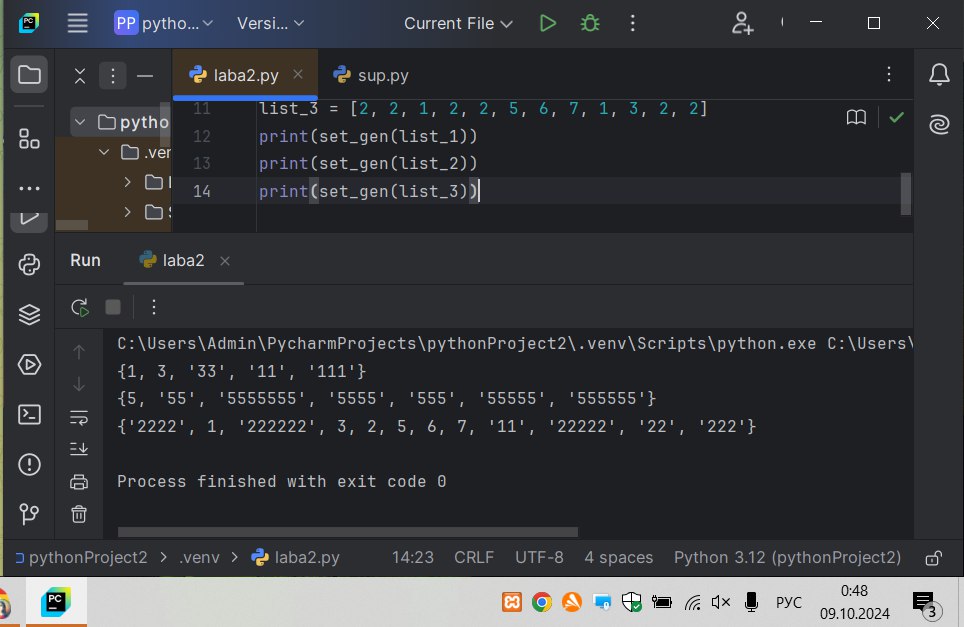 PC
PP pytho...
Versi...
Current File
laba2.py
sup.py
pytho
.ver
11 list_3 = [2, 2, 1, 2, 2, 5, 6, 7, 1, 3, 2, 2]
12 print(set_gen(list_1))
13 print(set_gen(list_2))
14 print(set_gen(list_3))
Run
laba2
C:\Users\Admin\PycharmProjects\pythonProject2\.venv\Scripts\python.exe C:\Users\
{1, 3, '33', '11', '111'}
{5, '55', '5555555', '5555', '555', '55555', '555555'}
{'2222', 1, '222222', 3, 2, 5, 6, 7, '11', '22222', '22', '222'}
Process finished with exit code 0
pythonProject2 > .venv > laba2.py
14:23
CRLF
UTF-8
4 spaces
Python 3.12 (pythonProject2)
PC
РУС
0:48
09.10.2024
3